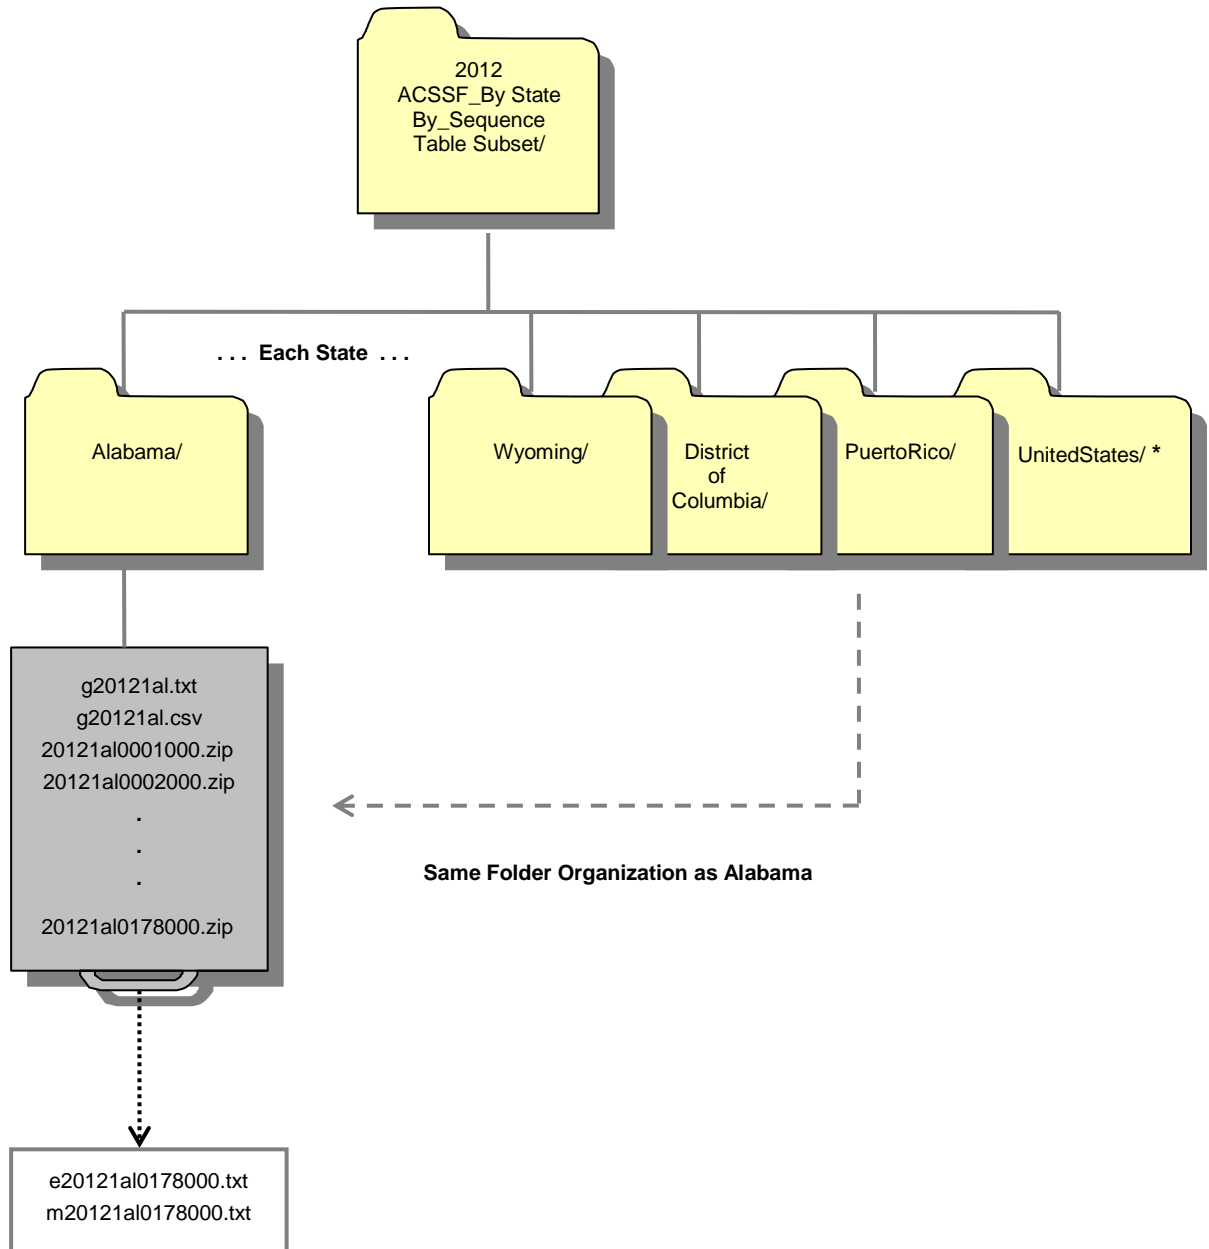 2012
ACSSF_By State
By_Sequence
Table Subset/
. . . Each State . . .
Alabama/
Wyoming/
District
of
Columbia/
PuertoRico/
UnitedStates/ *
g20121al.txt
g20121al.csv
20121al0001000.zip
20121al0002000.zip
.
.
.
20121al0178000.zip
Same Folder Organization as Alabama
e20121al0178000.txt
m20121al0178000.txt